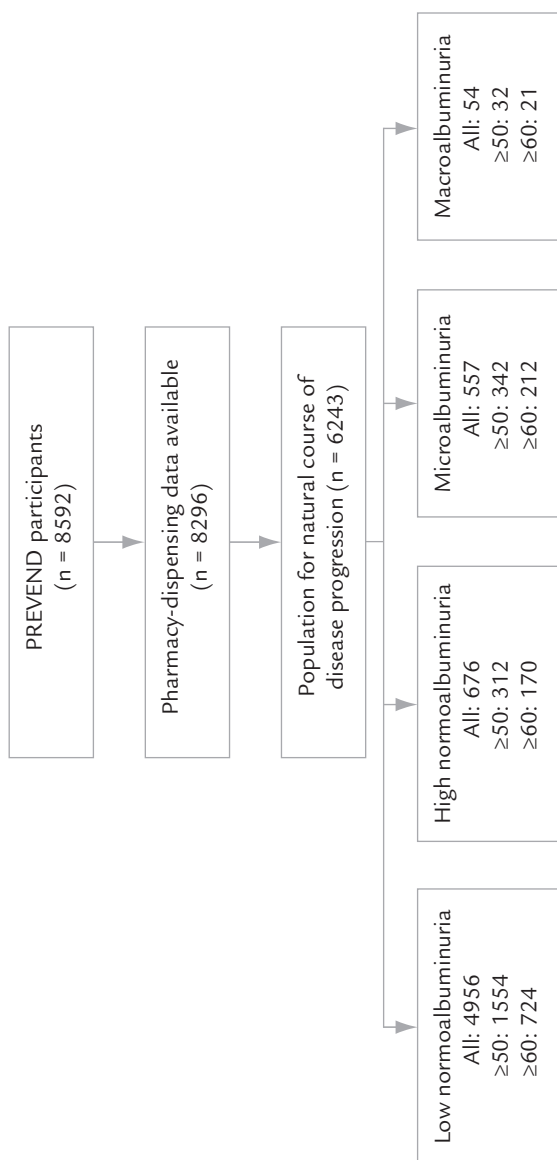 PREVEND participants
(n = 8592)
Pharmacy-dispensing data available
(n = 8296)
Population for natural course of
disease progression (n = 6243)
Low normoalbuminuria
All: 4956
≥50: 1554
≥60: 724
High normoalbuminuria
All: 676
≥50: 312
≥60: 170
Microalbuminuria
All: 557
≥50: 342
≥60: 212
Macroalbuminuria
All: 54
≥50: 32
≥60: 21